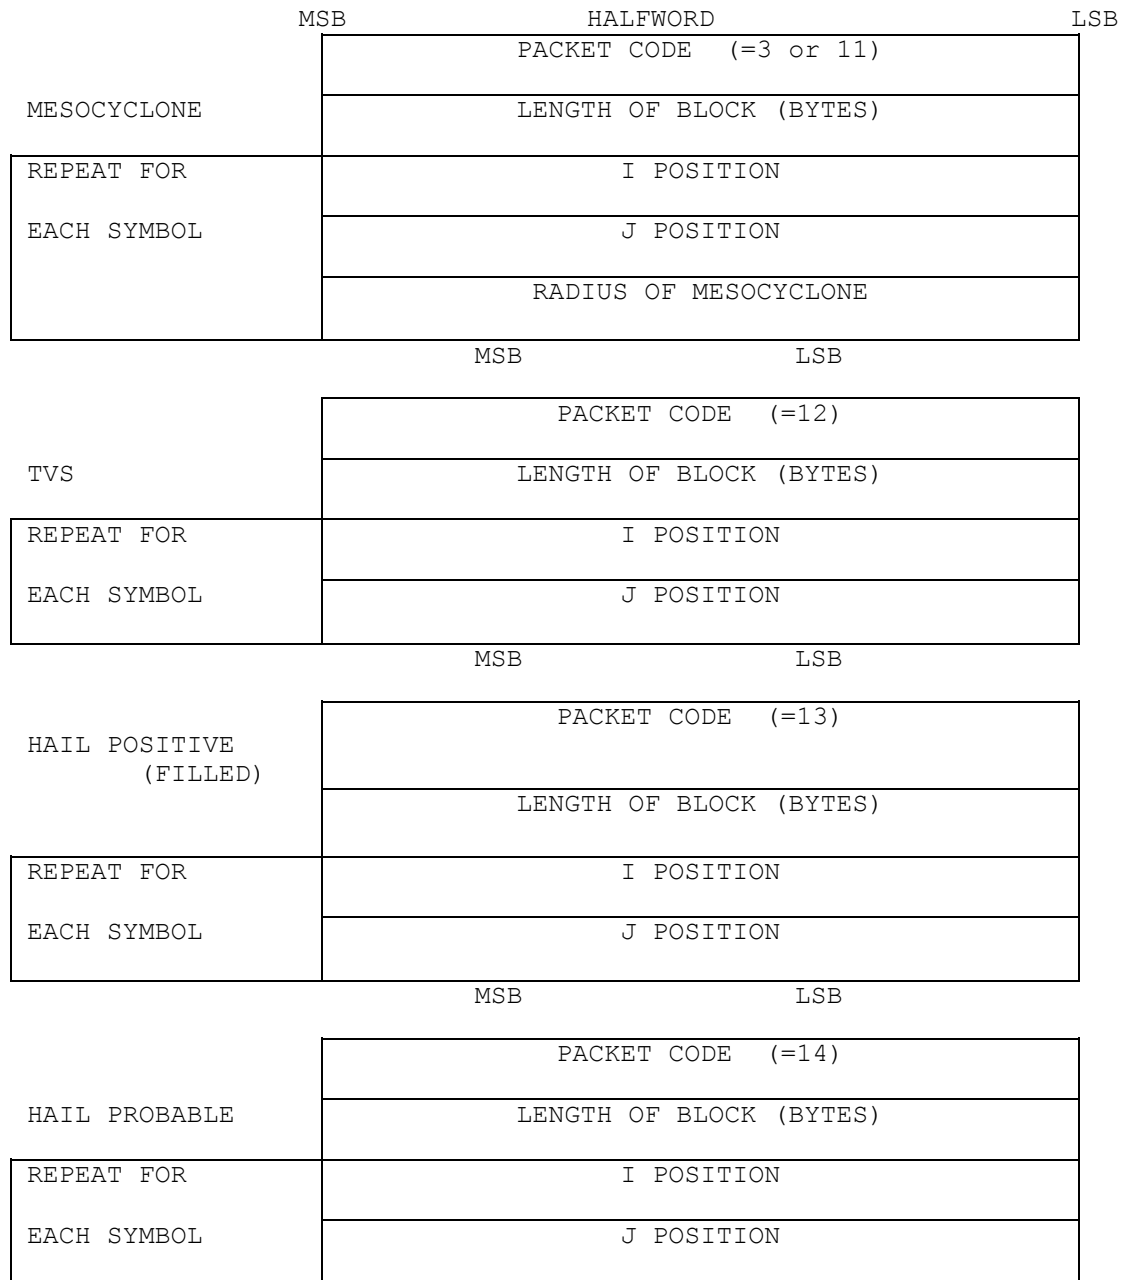 MSB HALFWORD LSB
PACKET CODE (=3 or 11)
MESOCYCLONE LENGTH OF BLOCK (BYTES)
REPEAT FOR I POSITION
EACH SYMBOL J POSITION
RADIUS OF MESOCYCLONE
MSB LSB
PACKET CODE (=12)
TVS LENGTH OF BLOCK (BYTES)
REPEAT FOR I POSITION
EACH SYMBOL J POSITION
MSB LSB
PACKET CODE (=13)
HAIL POSITIVE
(FILLED)
LENGTH OF BLOCK (BYTES)
REPEAT FOR I POSITION
EACH SYMBOL J POSITION
MSB LSB
PACKET CODE (=14)
HAIL PROBABLE LENGTH OF BLOCK (BYTES)
REPEAT FOR I POSITION
EACH SYMBOL J POSITION